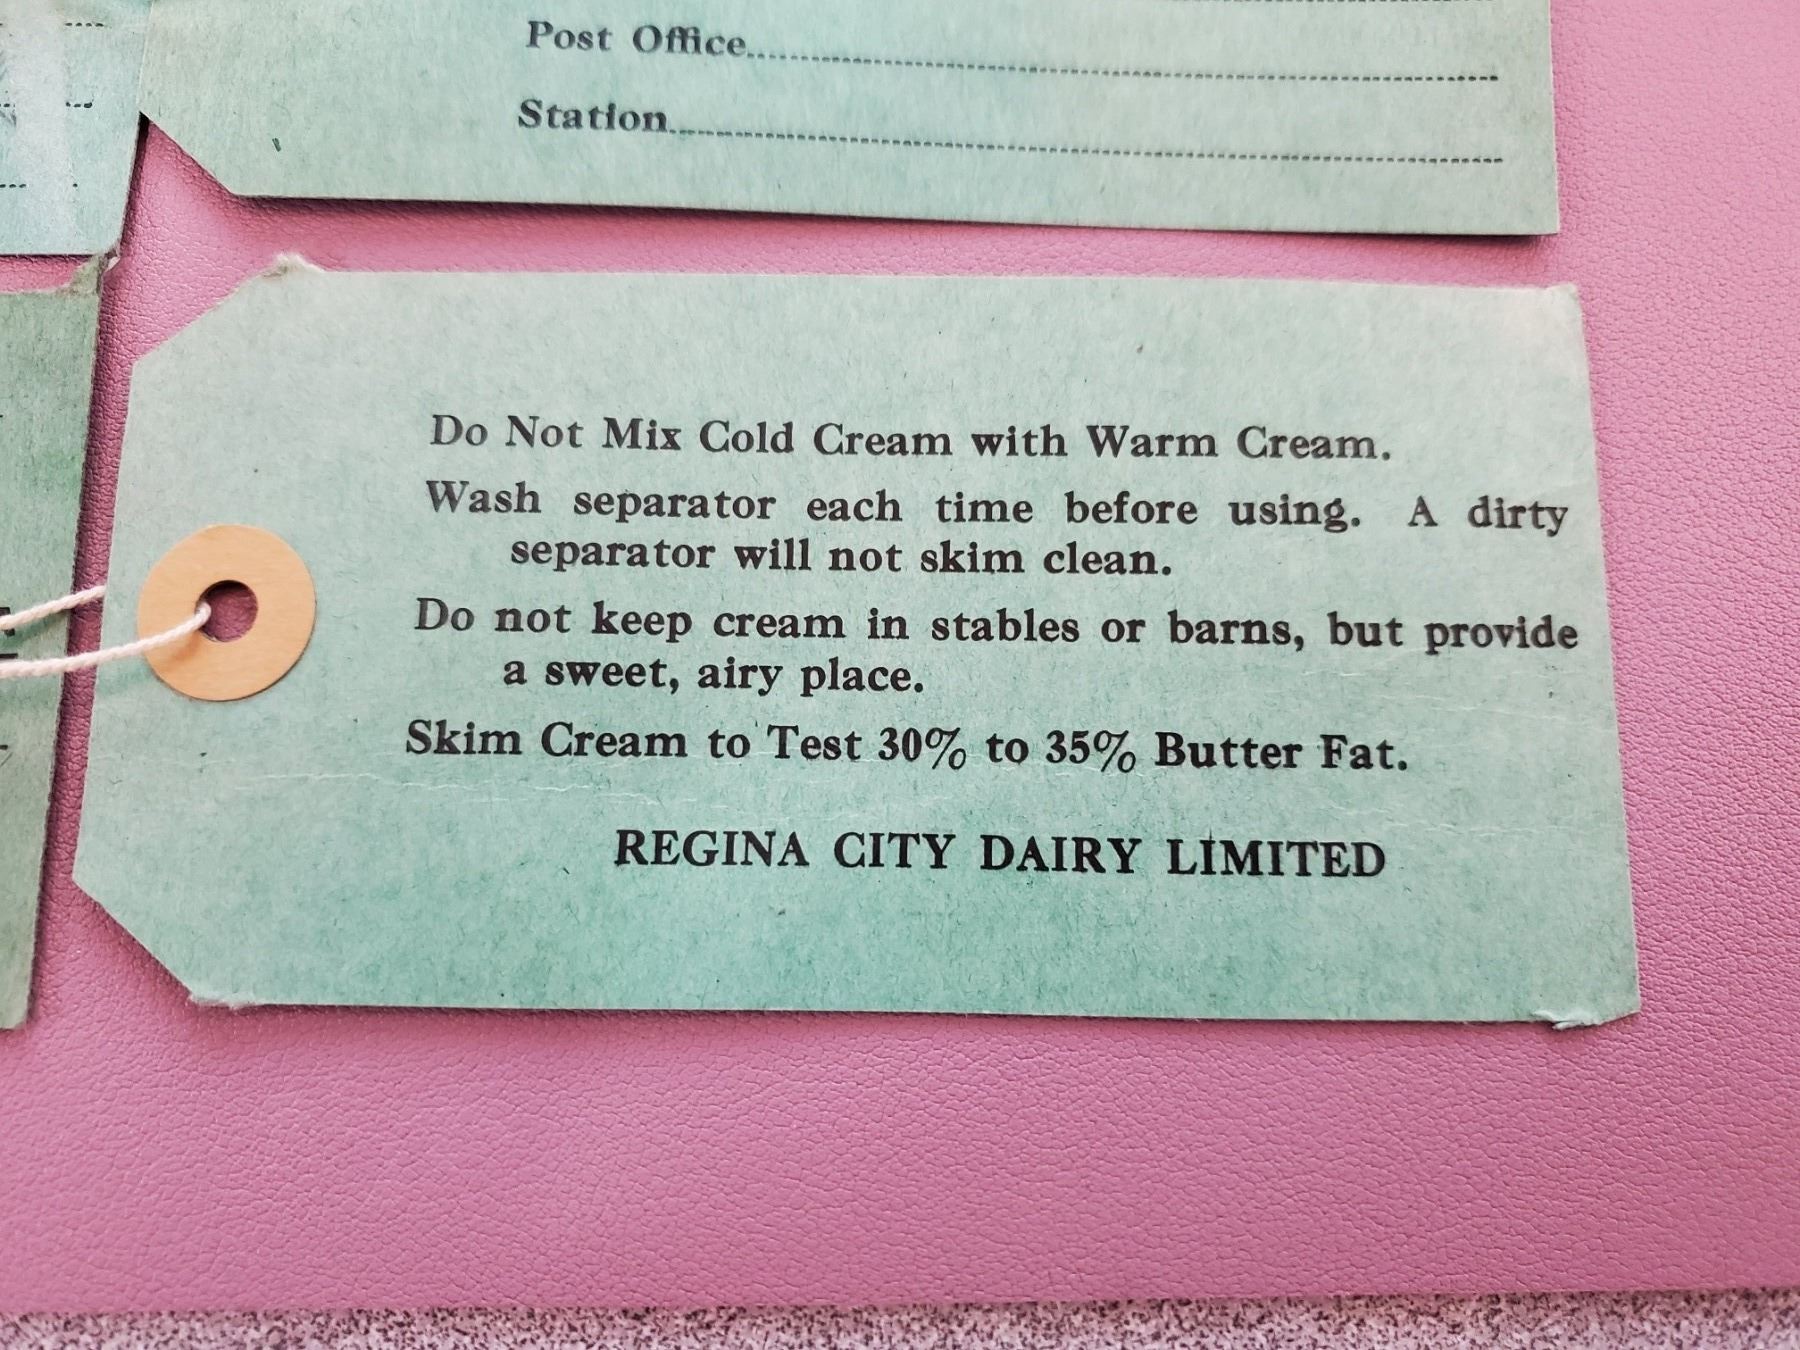 Post Office
Station
Do Not Mix Cold Cream with Warm Cream.
Wash separator each time before using. A dirty
separator will not skim clean.
Do not keep cream in stables or barns, but provide
a sweet, airy place.
Skim Cream to Test 30% to 35% Butter Fat.
REGINA CITY DAIRY LIMITED